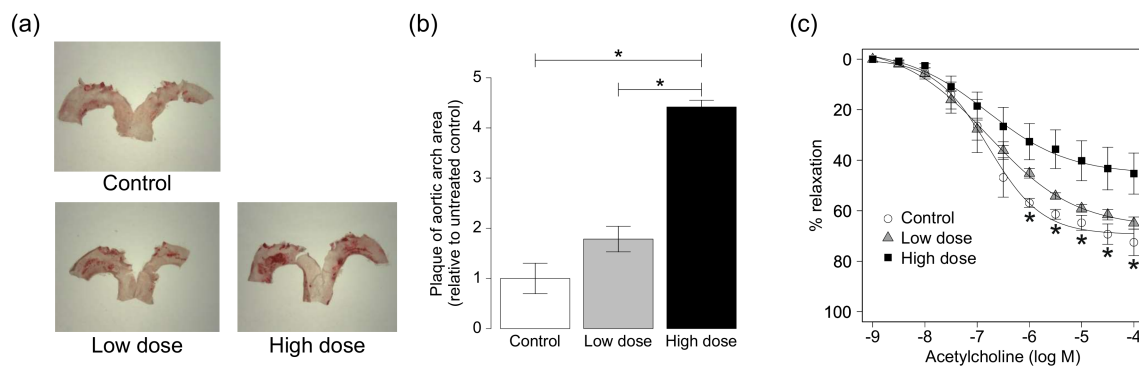 (a)
Control
Low dose
High dose
(b)
Plaque of aortic arch area
(relative to untreated control)
5
4
3
2
1
0
*
*
Control
Low dose
High dose
(c)
% relaxation
0
20
40
60
80
100
Control
Low dose
High dose
*
*
*
*
*
-9
-8
-7
-6
-5
-4
Acetylcholine (log M)